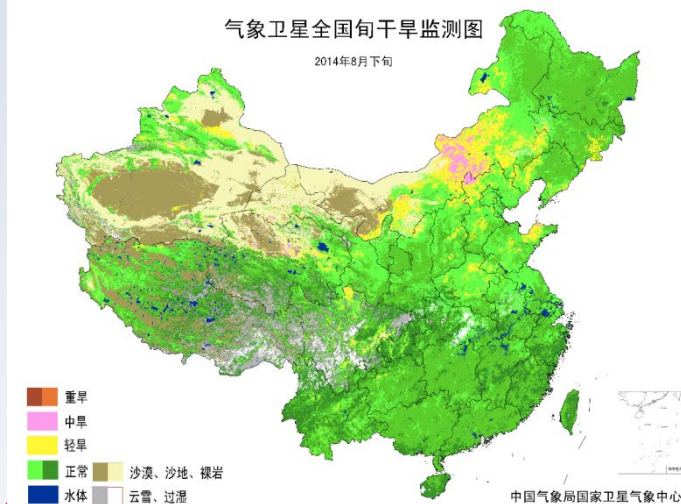 气象卫星全国旬干旱监测图
2014年8月下旬
重旱
中旱
轻旱
正常 沙漠、沙地、裸岩
水体 云雪、过湿
中国气象局国家卫星气象中心